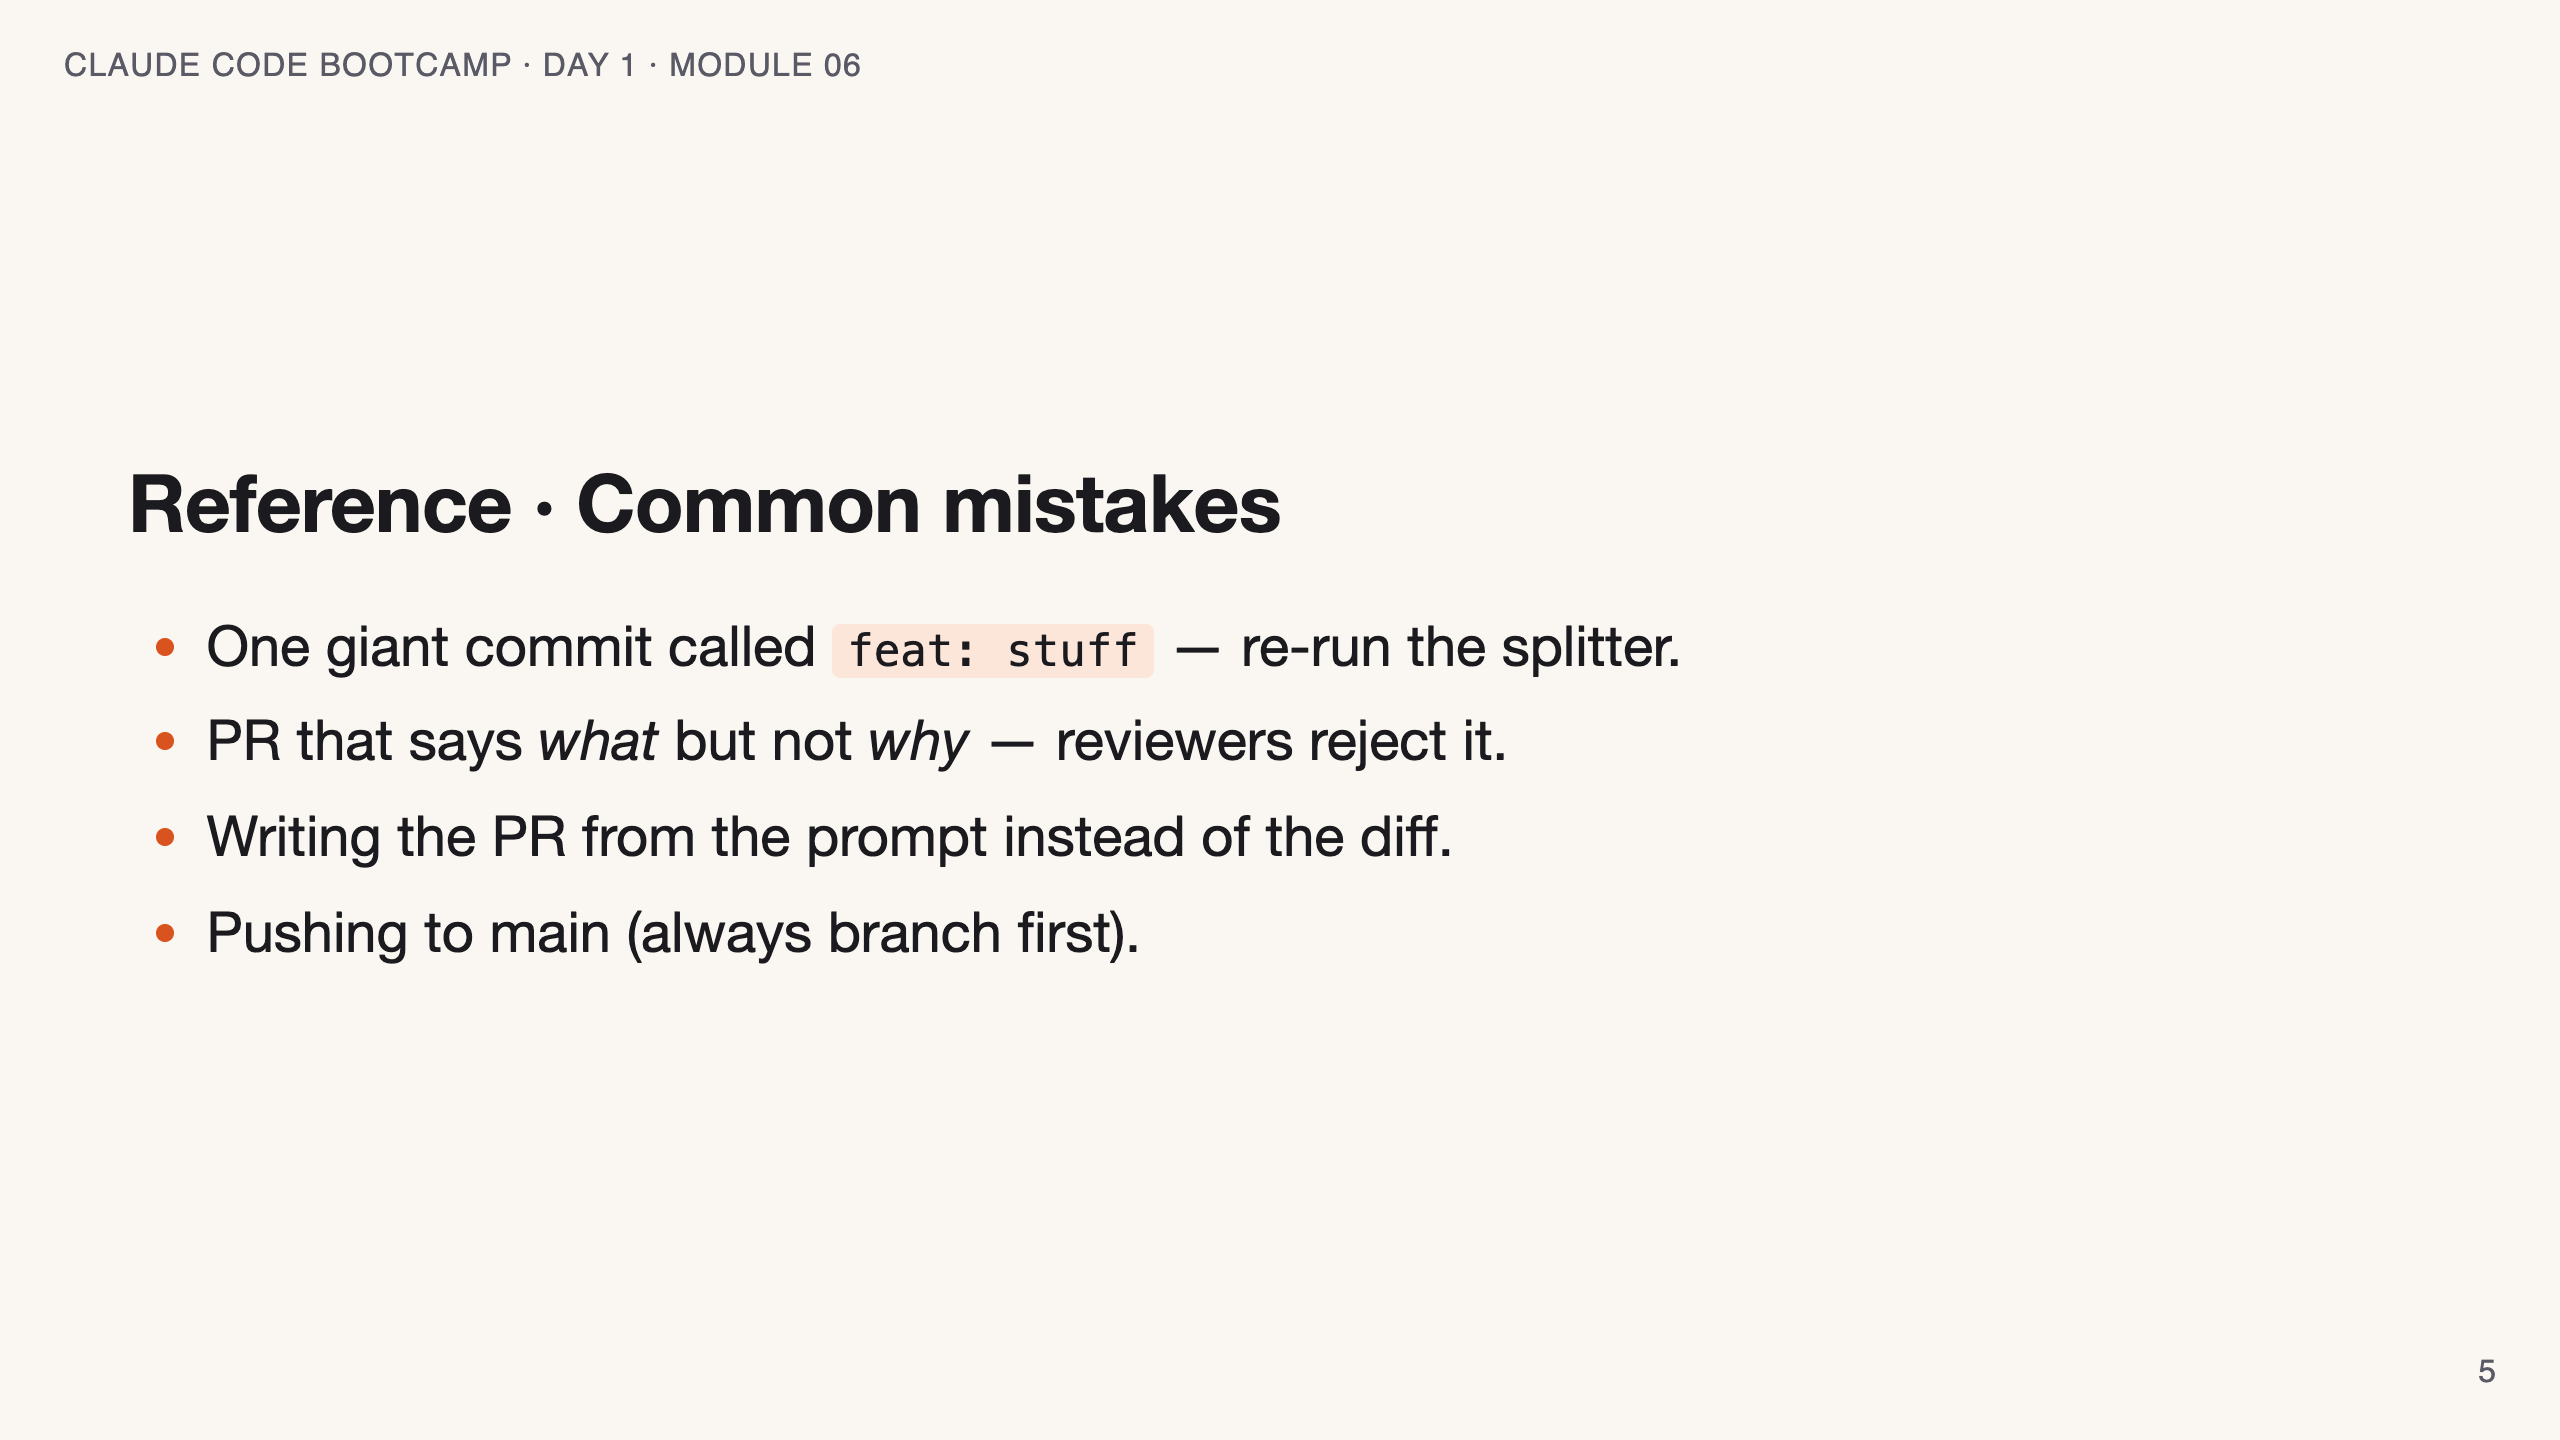 CLAUDE CODE BOOTCAMP · DAY 1 · MODULE 06
Reference · Common mistakes
• One giant commit called feat: stuff — re-run the splitter.
• PR that says what but not why — reviewers reject it.
• Writing the PR from the prompt instead of the diff.
• Pushing to main (always branch first).
5